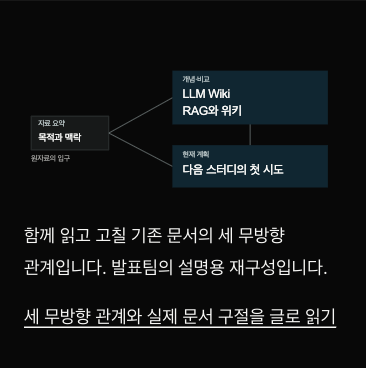 개념·비교
LLM Wiki
RAG와 위키
자료 요약
목적과 맥락
원자료의 입구
현재 계획
다음 스터디의 첫 시도
함께 읽고 고칠 기존 문서의 세 무방향
관계입니다. 발표팀의 설명용 재구성입니다.
세 무방향 관계와 실제 문서 구절을 글로 읽기